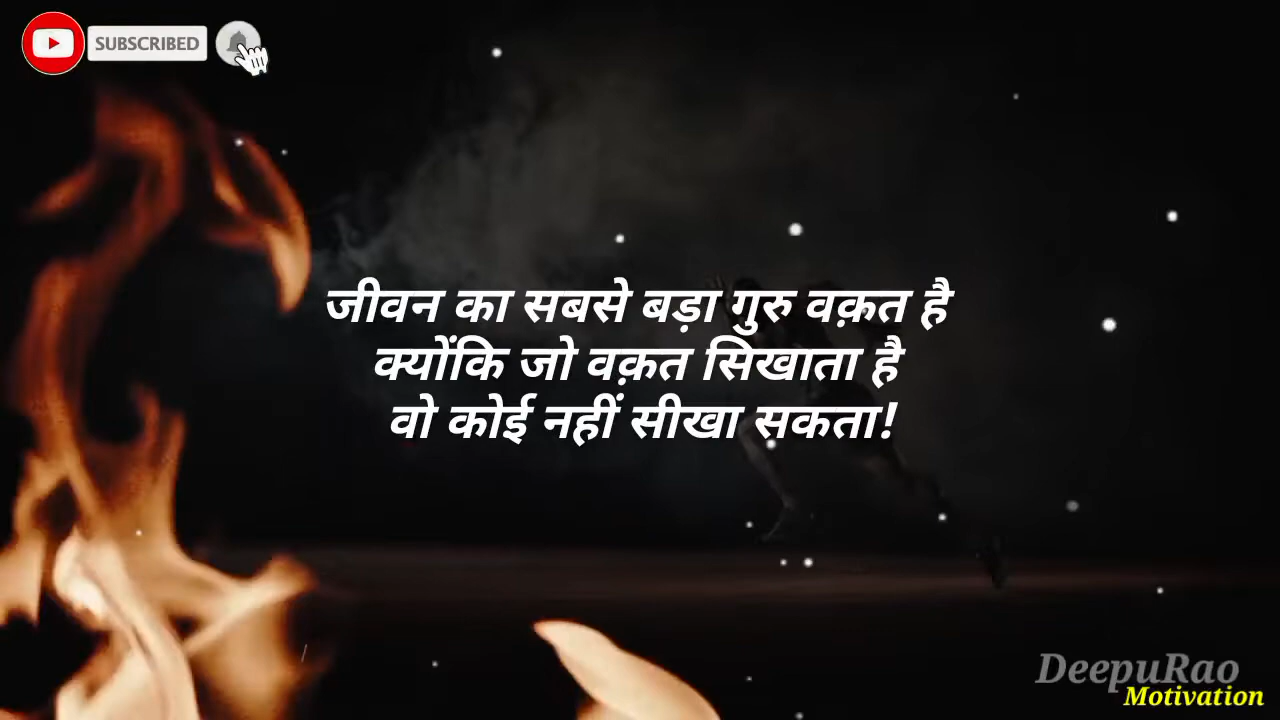 SUBSCRIBED
जीवन का सबसे बड़ा गुरु वक़त है
क्योंकि जो वक़त सिखाता है
वो कोई नहीं सीखा सकता!
DeepuRao
Motivation